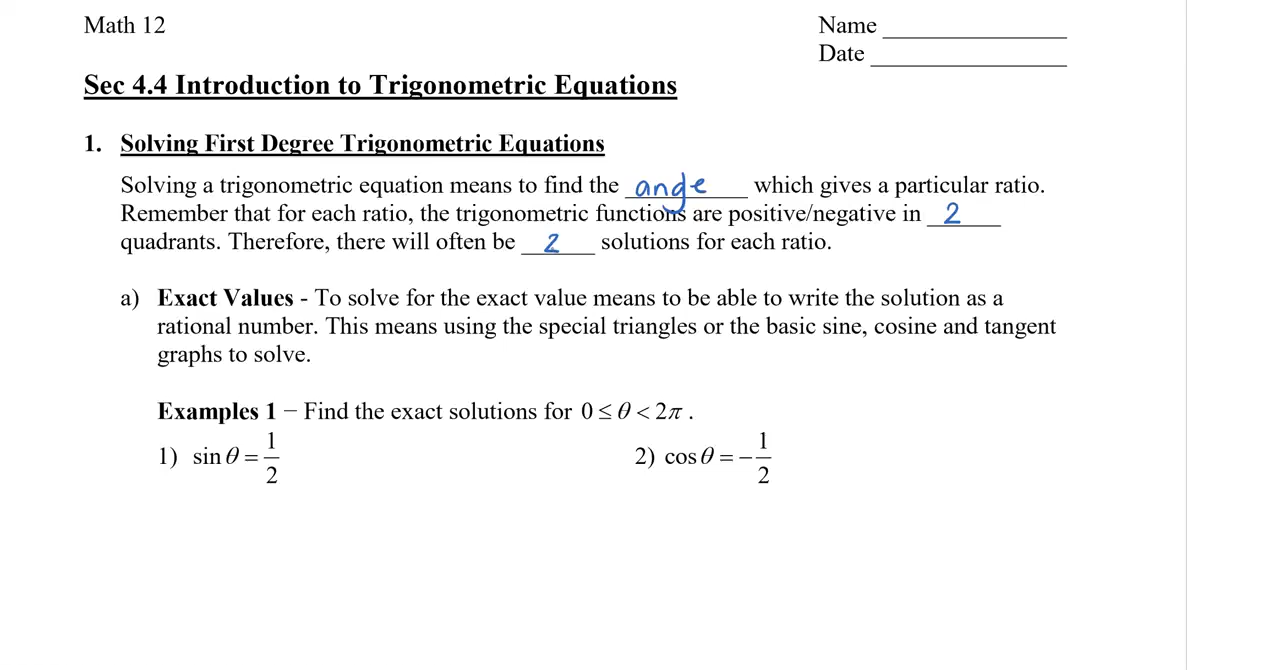 Math 12
Name
Date
Sec 4.4 Introduction to Trigonometric Equations
1. Solving First Degree Trigonometric Equations
Solving a trigonometric equation means to find the ange which gives a particular ratio.
Remember that for each ratio, the trigonometric functions are positive/negative in 2
quadrants. Therefore, there will often be 2 solutions for each ratio.
a) Exact Values - To solve for the exact value means to be able to write the solution as a
rational number. This means using the special triangles or the basic sine, cosine and tangent
graphs to solve.
Examples 1 − Find the exact solutions for 0 ≤ θ < 2π .
1) sin θ = 1/2
2) cos θ = −1/2